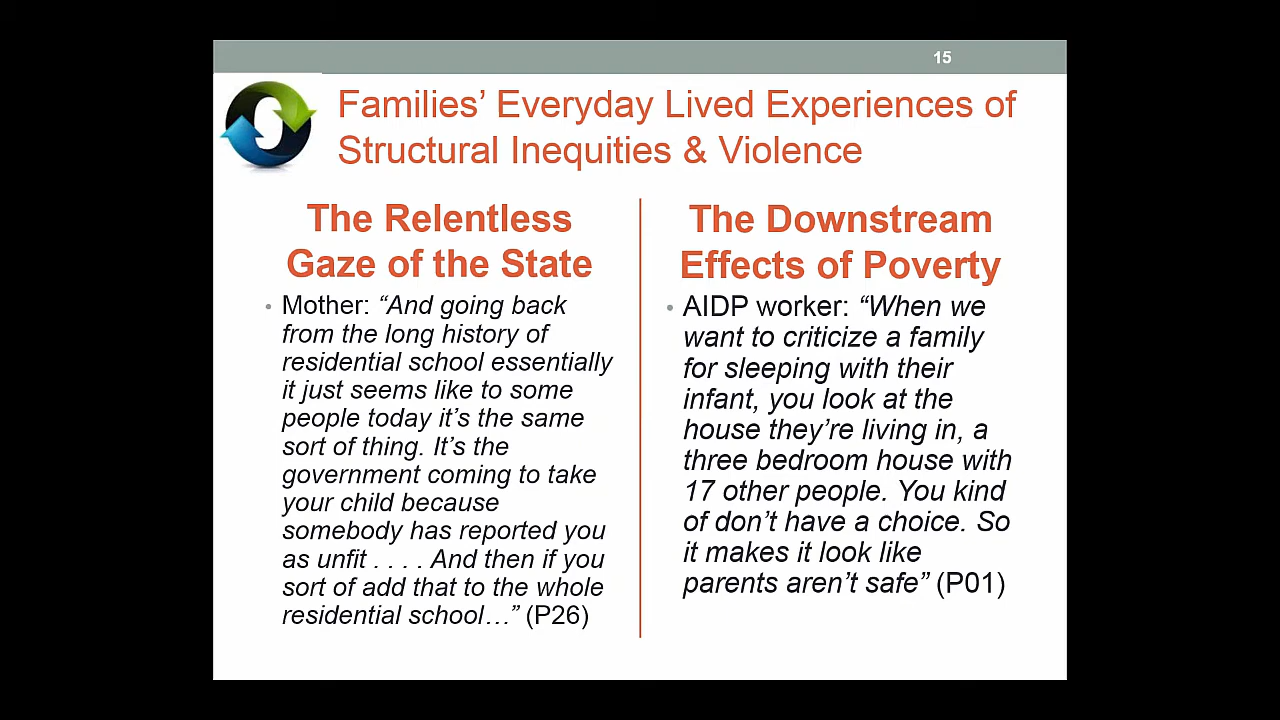 15
Families’ Everyday Lived Experiences of
Structural Inequities & Violence
The Relentless
Gaze of the State
• Mother: “And going back
from the long history of
residential school essentially
it just seems like to some
people today it’s the same
sort of thing. It’s the
government coming to take
your child because
somebody has reported you
as unfit . . . . And then if you
sort of add that to the whole
residential school…” (P26)
The Downstream
Effects of Poverty
• AIDP worker: “When we
want to criticize a family
for sleeping with their
infant, you look at the
house they’re living in, a
three bedroom house with
17 other people. You kind
of don’t have a choice. So
it makes it look like
parents aren’t safe” (P01)